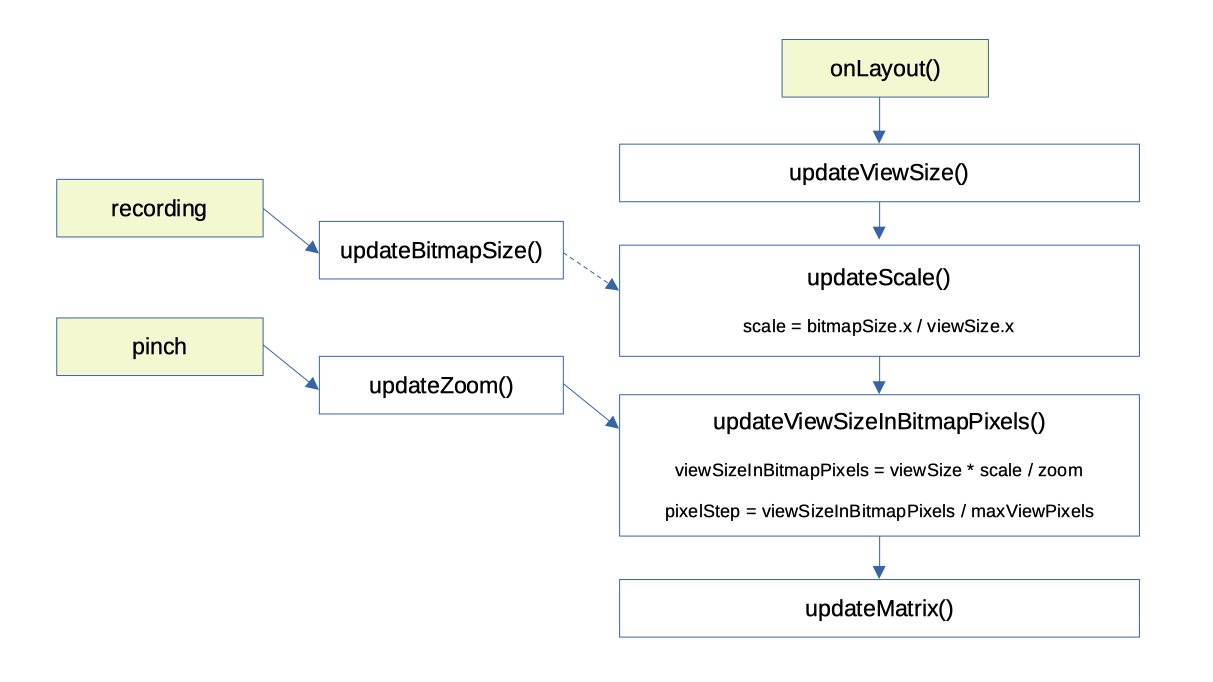 onLayout()
updateViewSize()
recording
updateBitmapSize()
updateScale()
scale = bitmapSize.x / viewSize.x
pinch
updateZoom()
updateViewSizeInBitmapPixels()
viewSizeInBitmapPixels = viewSize * scale / zoom
pixelStep = viewSizeInBitmapPixels / maxViewPixels
updateMatrix()